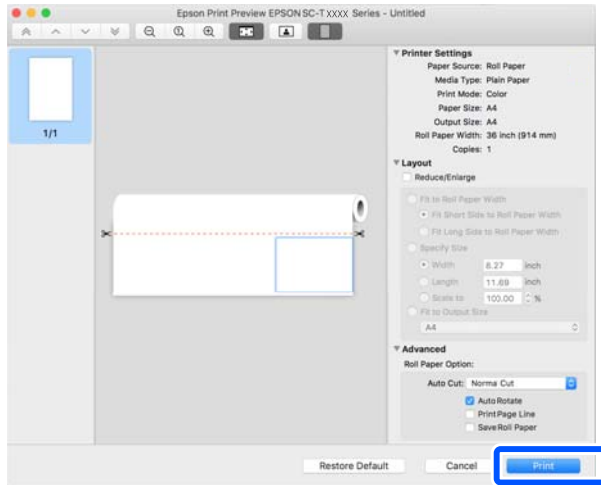 Epson Print Preview EPSON SC-T XXXX Series - Untitled
1/1
Printer Settings
Paper Source: Roll Paper
Media Type: Plain Paper
Print Mode: Color
Paper Size: A4
Output Size: A4
Roll Paper Width: 36 inch (914 mm)
Copies: 1
Layout
Reduce/Enlarge
Fit to Roll Paper Width
Fit Short Side to Roll Paper Width
Fit Long Side to Roll Paper Width
Specify Size
Width 8.27 inch
Length 11.69 inch
Scale to 100.00 %
Fit to Output Size
A4
Advanced
Roll Paper Option:
Auto Cut: Norma Cut
Auto Rotate
Print Page Line
Save Roll Paper
Restore Default Cancel Print